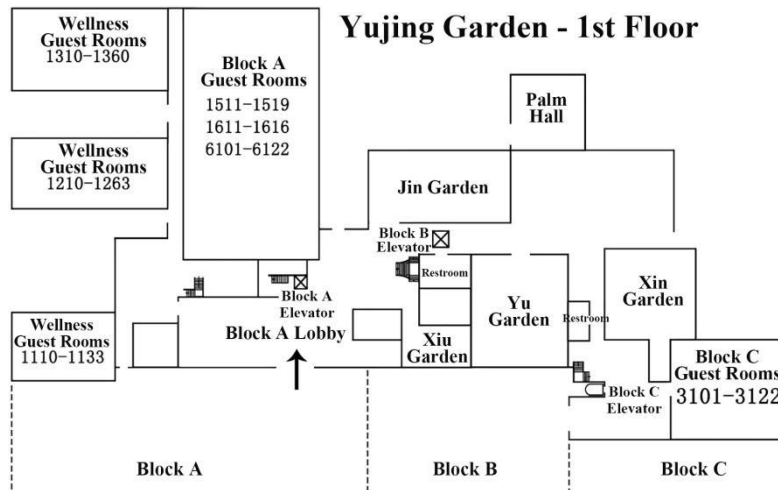 Yujing Garden - 1st Floor
Wellness
Guest Rooms
1310-1360
Block A
Guest Rooms
1511-1519
1611-1616
6101-6122
Palm
Hall
Wellness
Guest Rooms
1210-1263
Jin Garden
Block B
Elevator
Restroom
Xin
Garden
Block A
Elevator
Yu
Garden
Restroom
Wellness
Guest Rooms
1110-1133
Block A Lobby
Xiu
Garden
Block C
Guest Rooms
3101-3122
Block C
Elevator
Block A
Block B
Block C